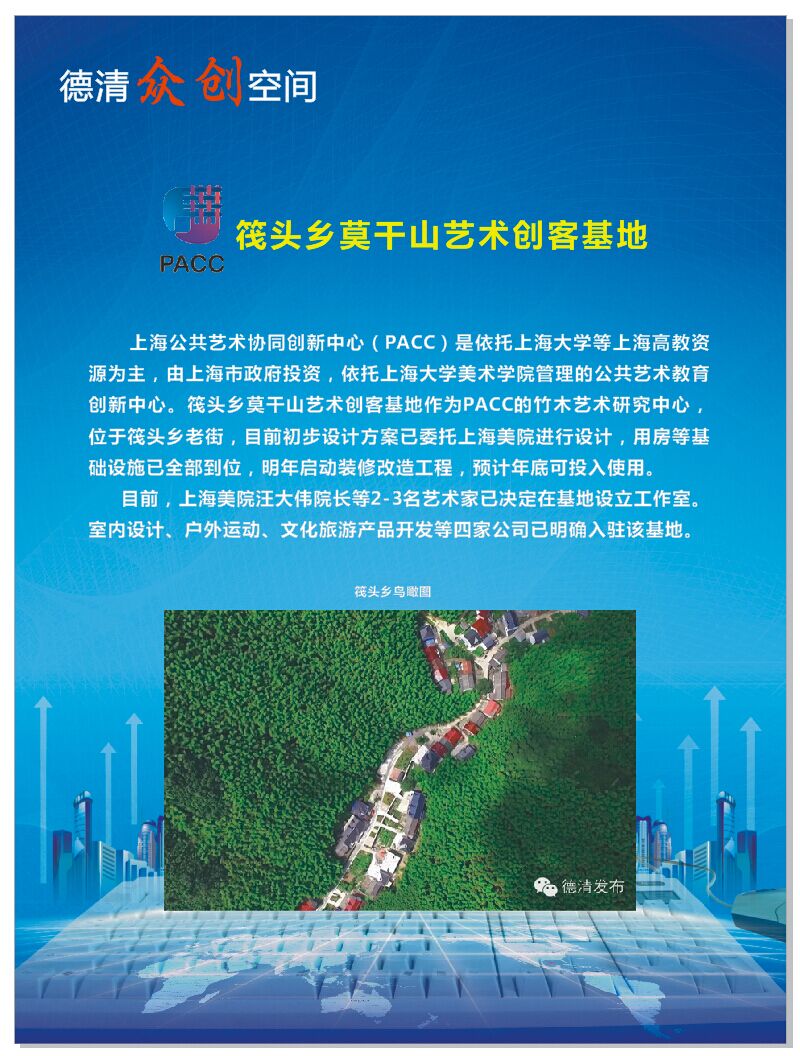 德清众创空间
PACC
筏头乡莫干山艺术创客基地
上海公共艺术协同创新中心（PACC）是依托上海大学等上海高教资
源为主，由上海市政府投资，依托上海大学美术学院管理的公共艺术教育
创新中心。筏头乡莫干山艺术创客基地作为PACC的竹木艺术研究中心，
位于筏头乡老街，目前初步设计方案已委托上海美院进行设计，用房等基
础设施已全部到位，明年启动装修改造工程，预计年底可投入使用。
目前，上海美院汪大伟院长等2-3名艺术家已决定在基地设立工作室。
室内设计、户外运动、文化旅游产品开发等四家公司已明确入驻该基地。
筏头乡鸟瞰图
德清发布